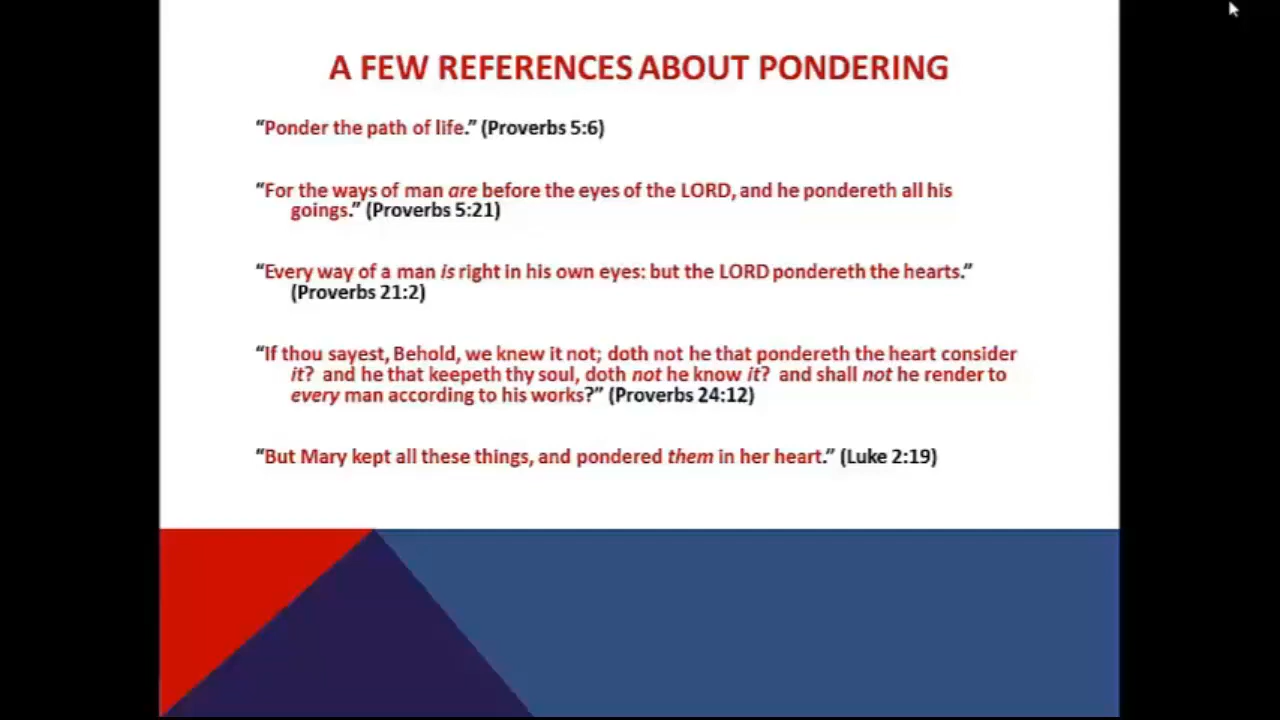 A FEW REFERENCES ABOUT PONDERING
“Ponder the path of life.” (Proverbs 5:6)
“For the ways of man are before the eyes of the LORD, and he pondereth all his
goings.” (Proverbs 5:21)
“Every way of a man is right in his own eyes: but the LORD pondereth the hearts.”
(Proverbs 21:2)
“If thou sayest, Behold, we knew it not; doth not he that pondereth the heart consider
it?  and he that keepeth thy soul, doth not he know it?  and shall not he render to
every man according to his works?” (Proverbs 24:12)
“But Mary kept all these things, and pondered them in her heart.” (Luke 2:19)